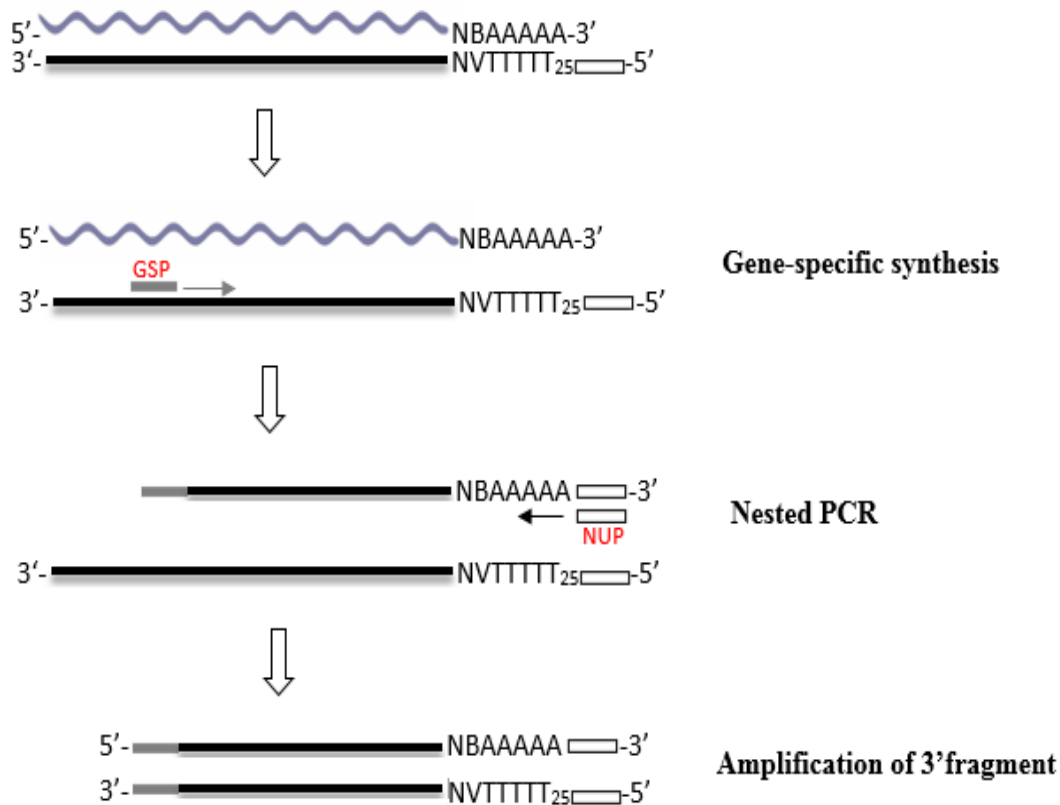 5’- NBAAAAA-3’
3‘- NVTTTTT25 -5’
5’- NBAAAAA-3’
GSP
Gene-specific synthesis
3’- NVTTTTT25 -5’
NBAAAAA -3’
NUP
Nested PCR
3‘- NVTTTTT25 -5’
5’- NBAAAAA -3’
Amplification of 3’fragment
3’- NVTTTTT25 -5’